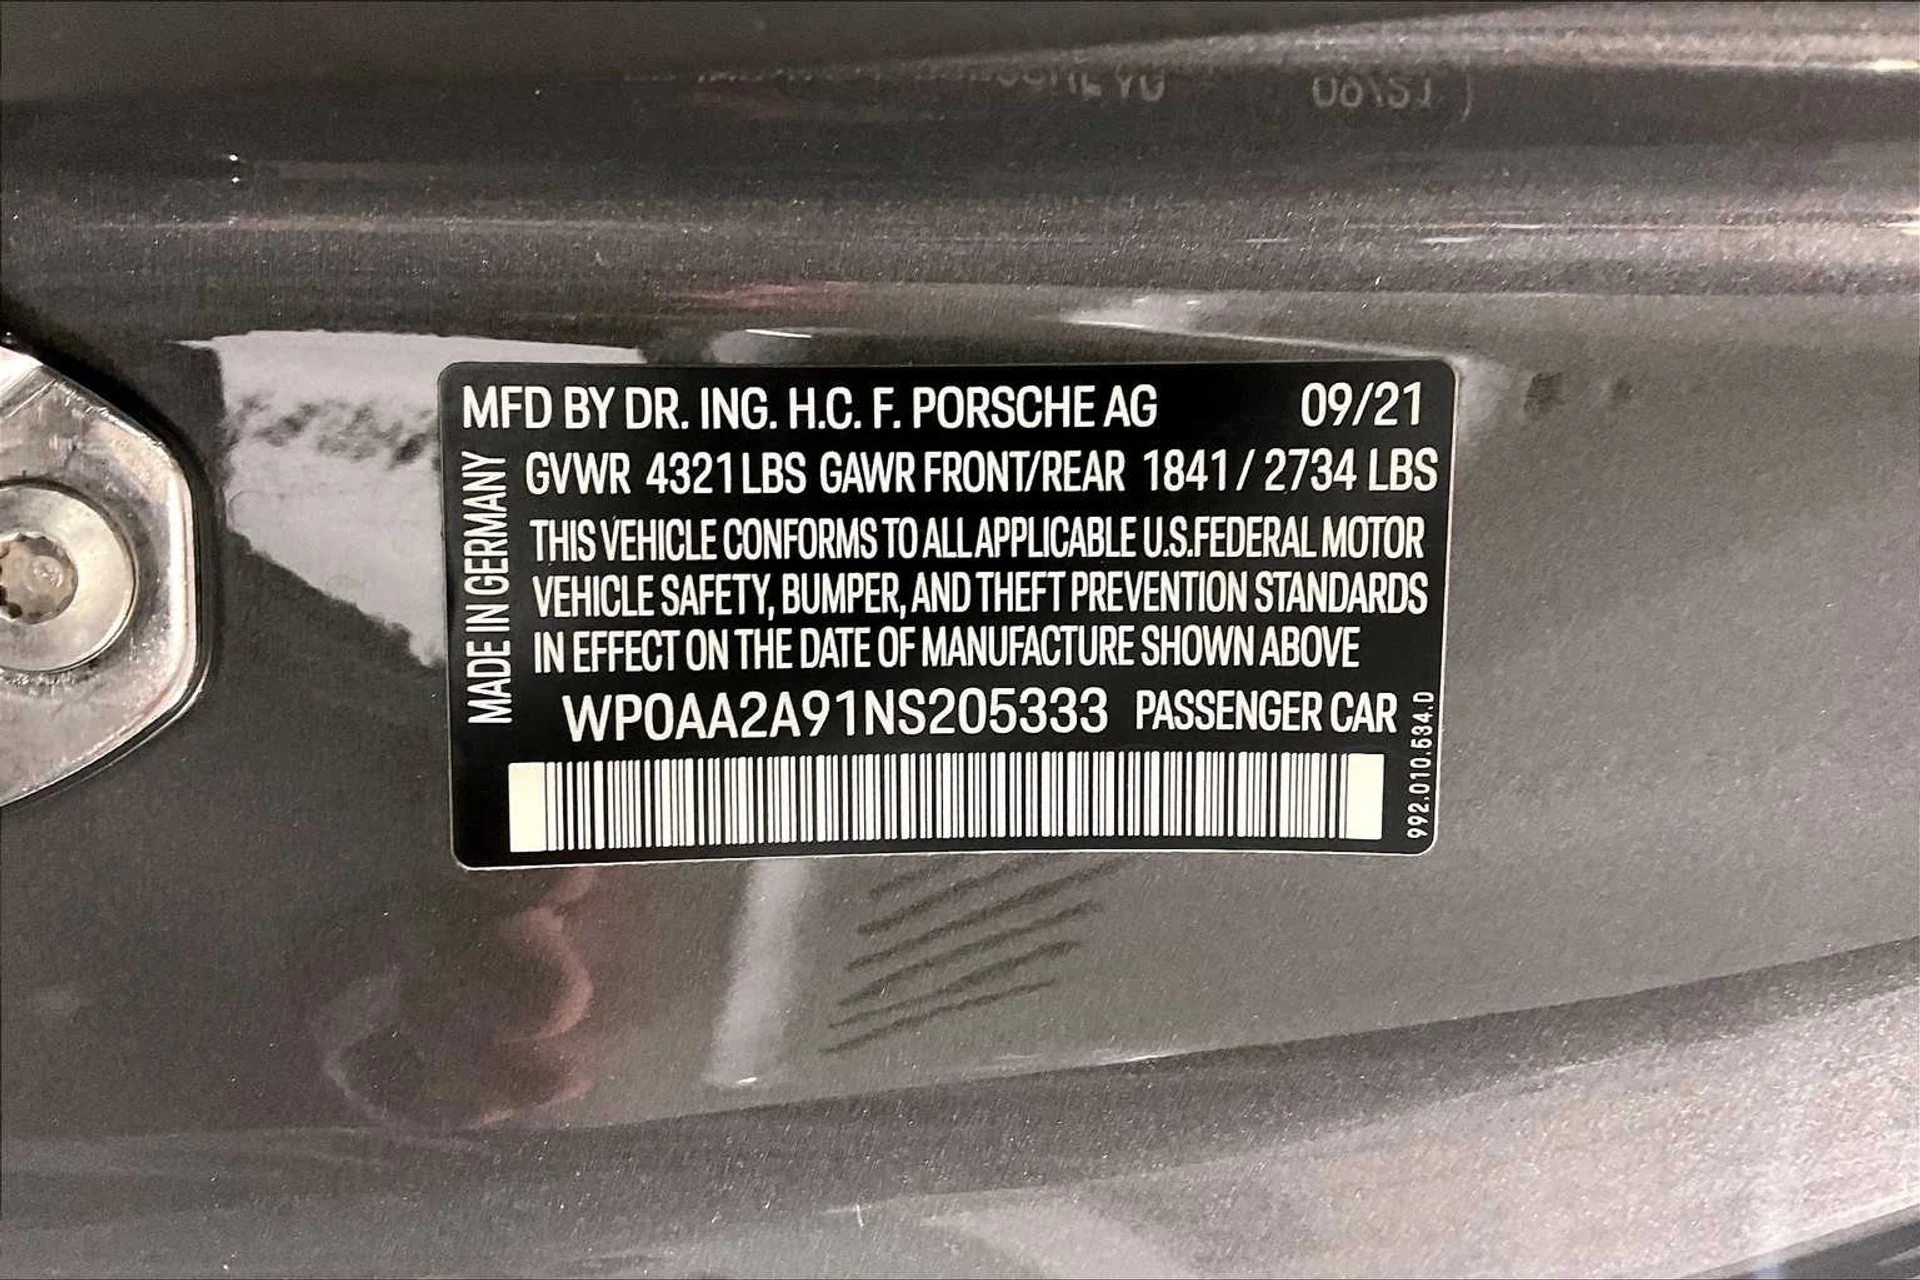 MFD BY DR. ING. H.C. F. PORSCHE AG 09/21
GVWR 4321 LBS GAWR FRONT/REAR 1841 / 2734 LBS
THIS VEHICLE CONFORMS TO ALL APPLICABLE U.S.FEDERAL MOTOR
VEHICLE SAFETY, BUMPER, AND THEFT PREVENTION STANDARDS
IN EFFECT ON THE DATE OF MANUFACTURE SHOWN ABOVE
MADE IN GERMANY
WP0AA2A91NS205333 PASSENGER CAR
992.010.534.D